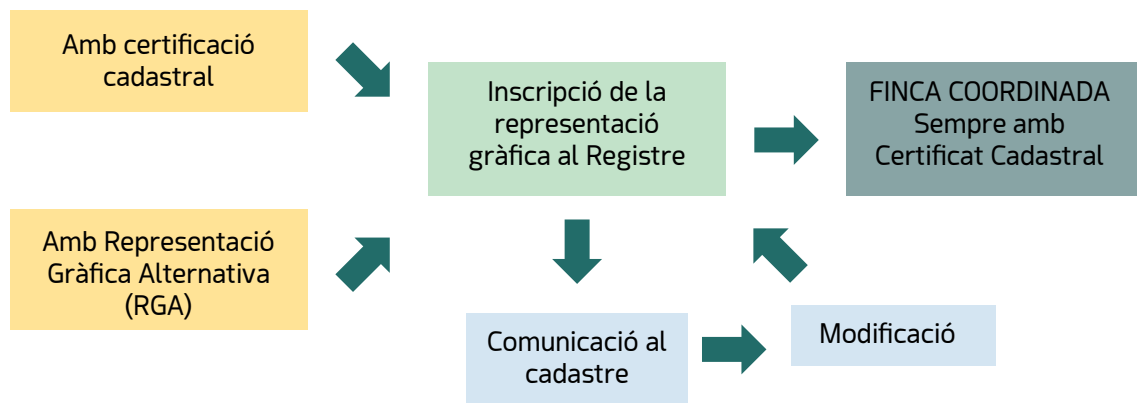 Amb certificació
cadastral
Inscripció de la
representació
gràfica al Registre
FINCA COORDINADA
Sempre amb
Certificat Cadastral
Amb Representació
Gràfica Alternativa
(RGA)
Comunicació al
cadastre
Modificació